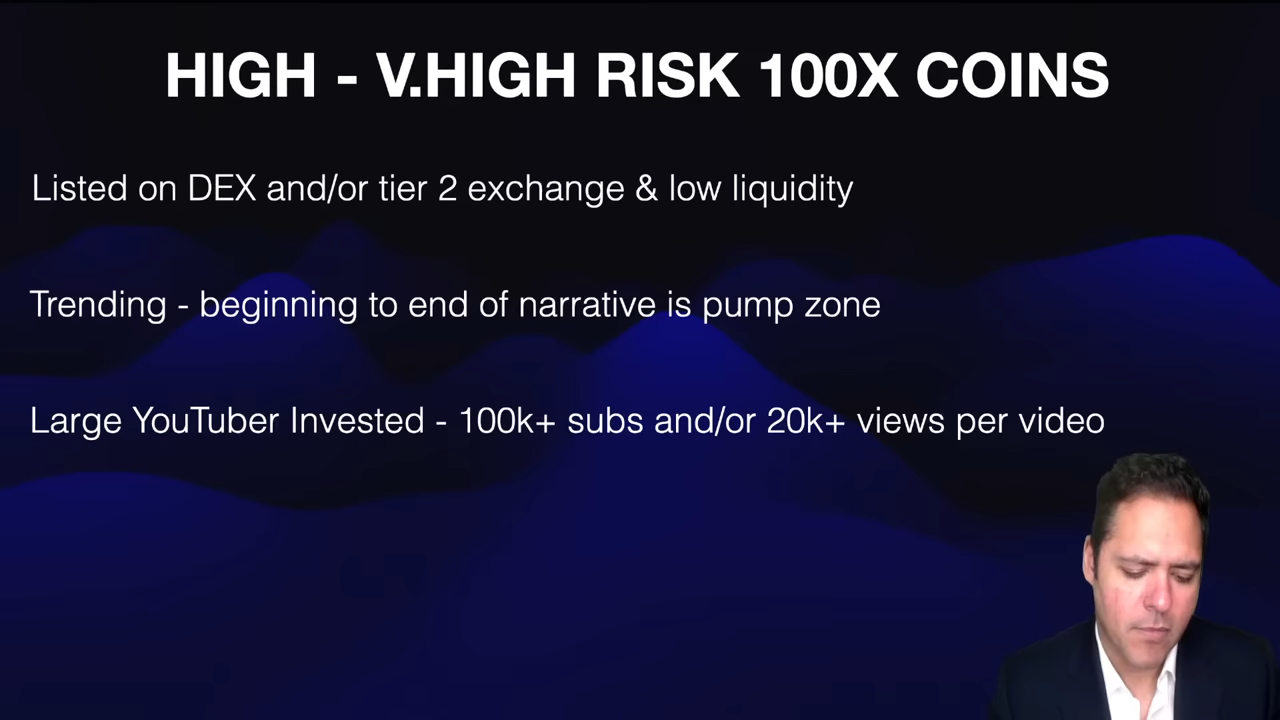 HIGH - V.HIGH RISK 100X COINS
Listed on DEX and/or tier 2 exchange & low liquidity
Trending - beginning to end of narrative is pump zone
Large YouTuber Invested - 100k+ subs and/or 20k+ views per video